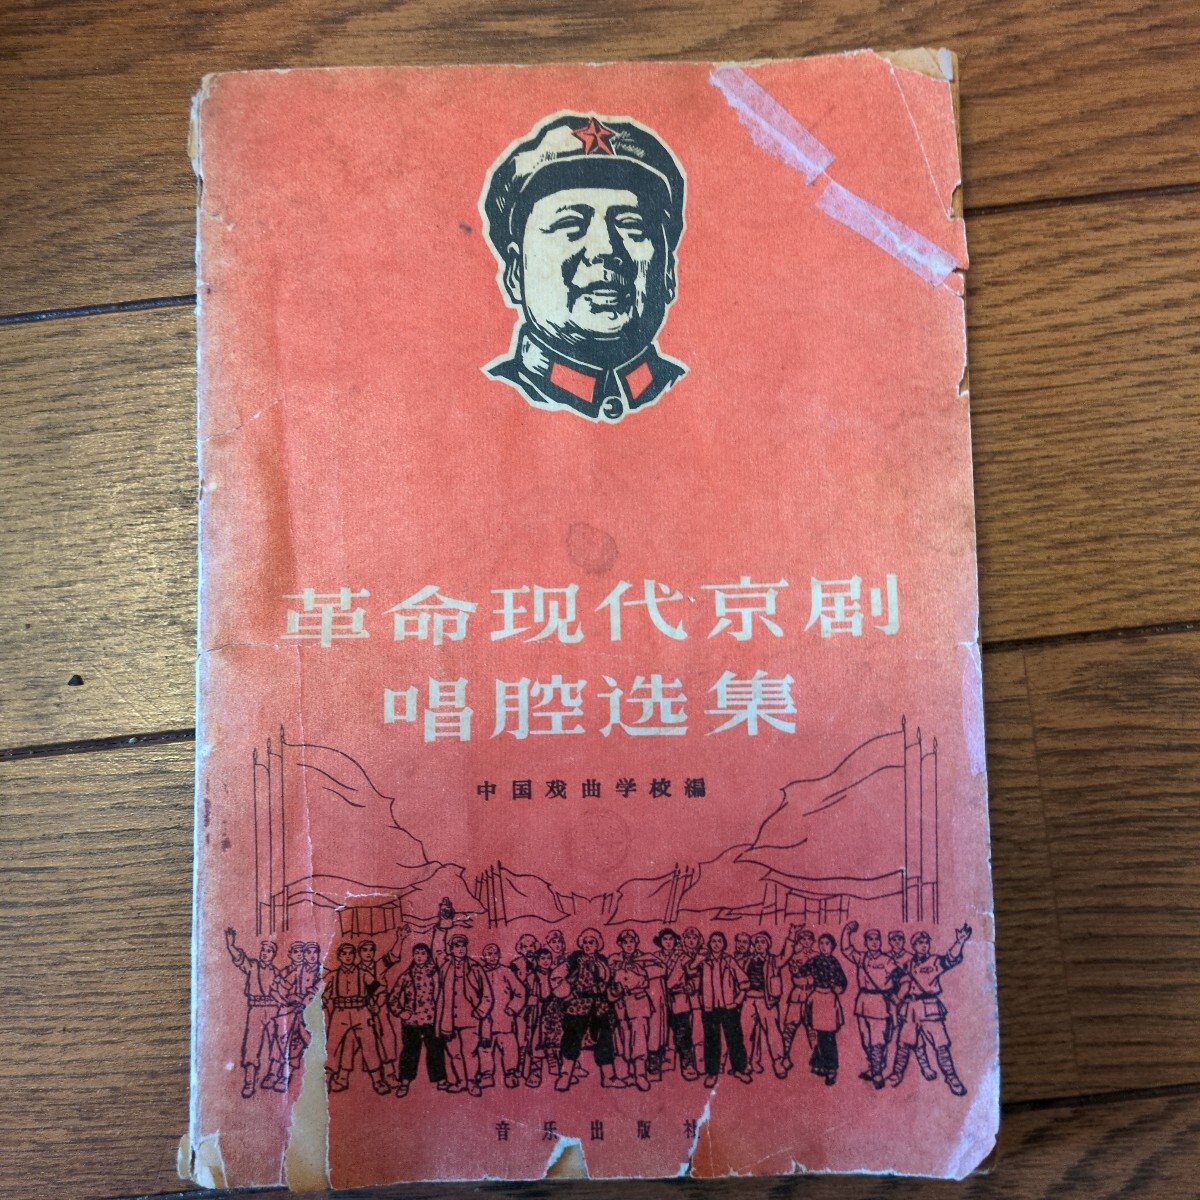 革命现代京剧
唱腔选集
中国戏曲学校編
音乐出版社